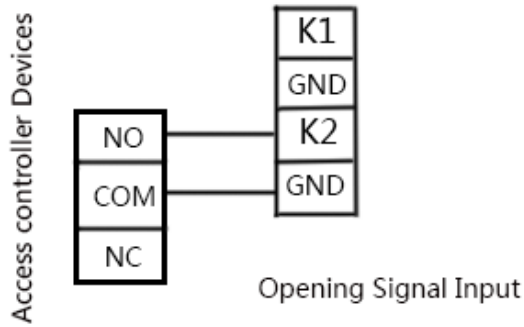 Access controller Devices
K1
GND
K2
GND
NO
COM
NC
Opening Signal Input